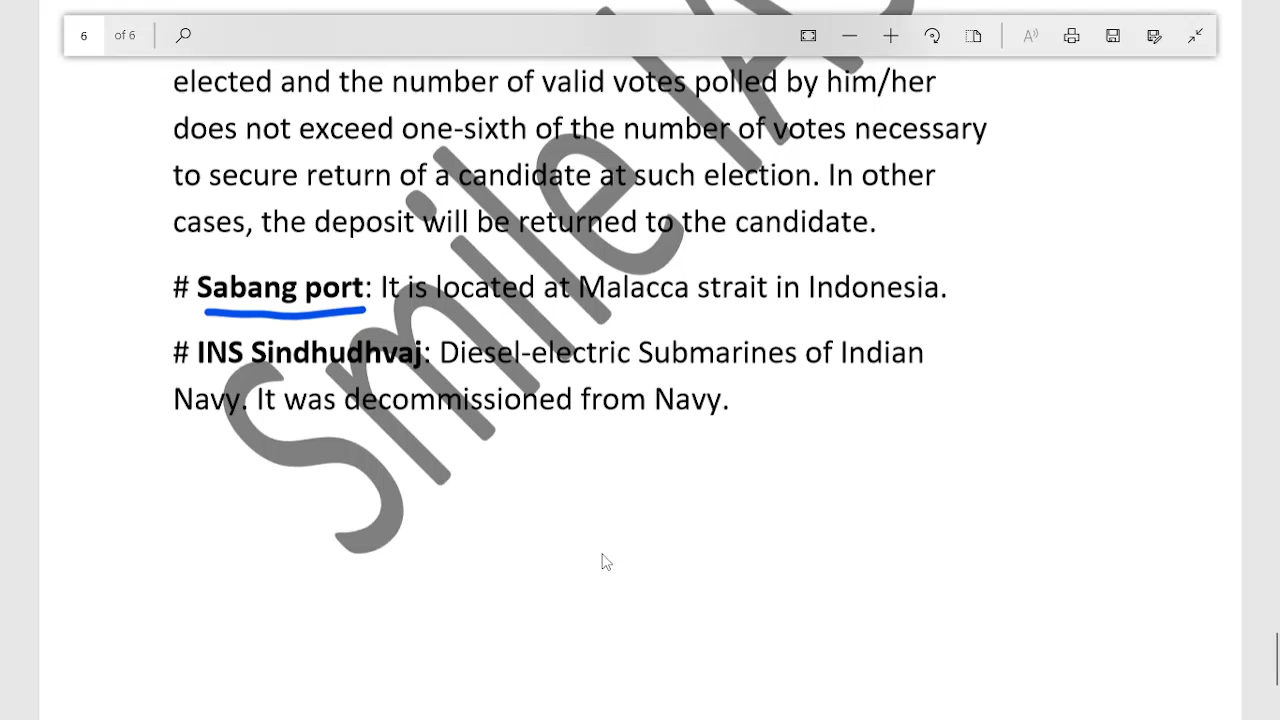 6 of 6
elected and the number of valid votes polled by him/her
does not exceed one-sixth of the number of votes necessary
to secure return of a candidate at such election. In other
cases, the deposit will be returned to the candidate.
# Sabang port: It is located at Malacca strait in Indonesia.
# INS Sindhudhvaj: Diesel-electric Submarines of Indian
Navy. It was decommissioned from Navy.
Smile IA